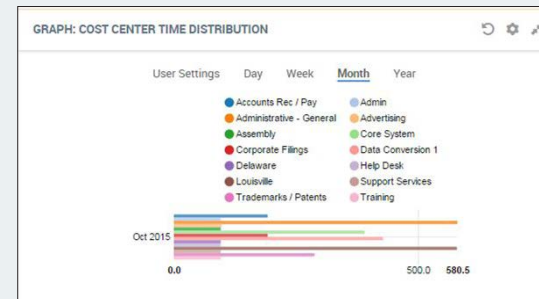 GRAPH: COST CENTER TIME DISTRIBUTION
User Settings Day Week Month Year
Accounts Rec / Pay Admin
Administrative - General Advertising
Assembly Core System
Corporate Filings Data Conversion 1
Delaware Help Desk
Louisville Support Services
Trademarks / Patents Training
Oct 2015
0.0 500.0 580.5